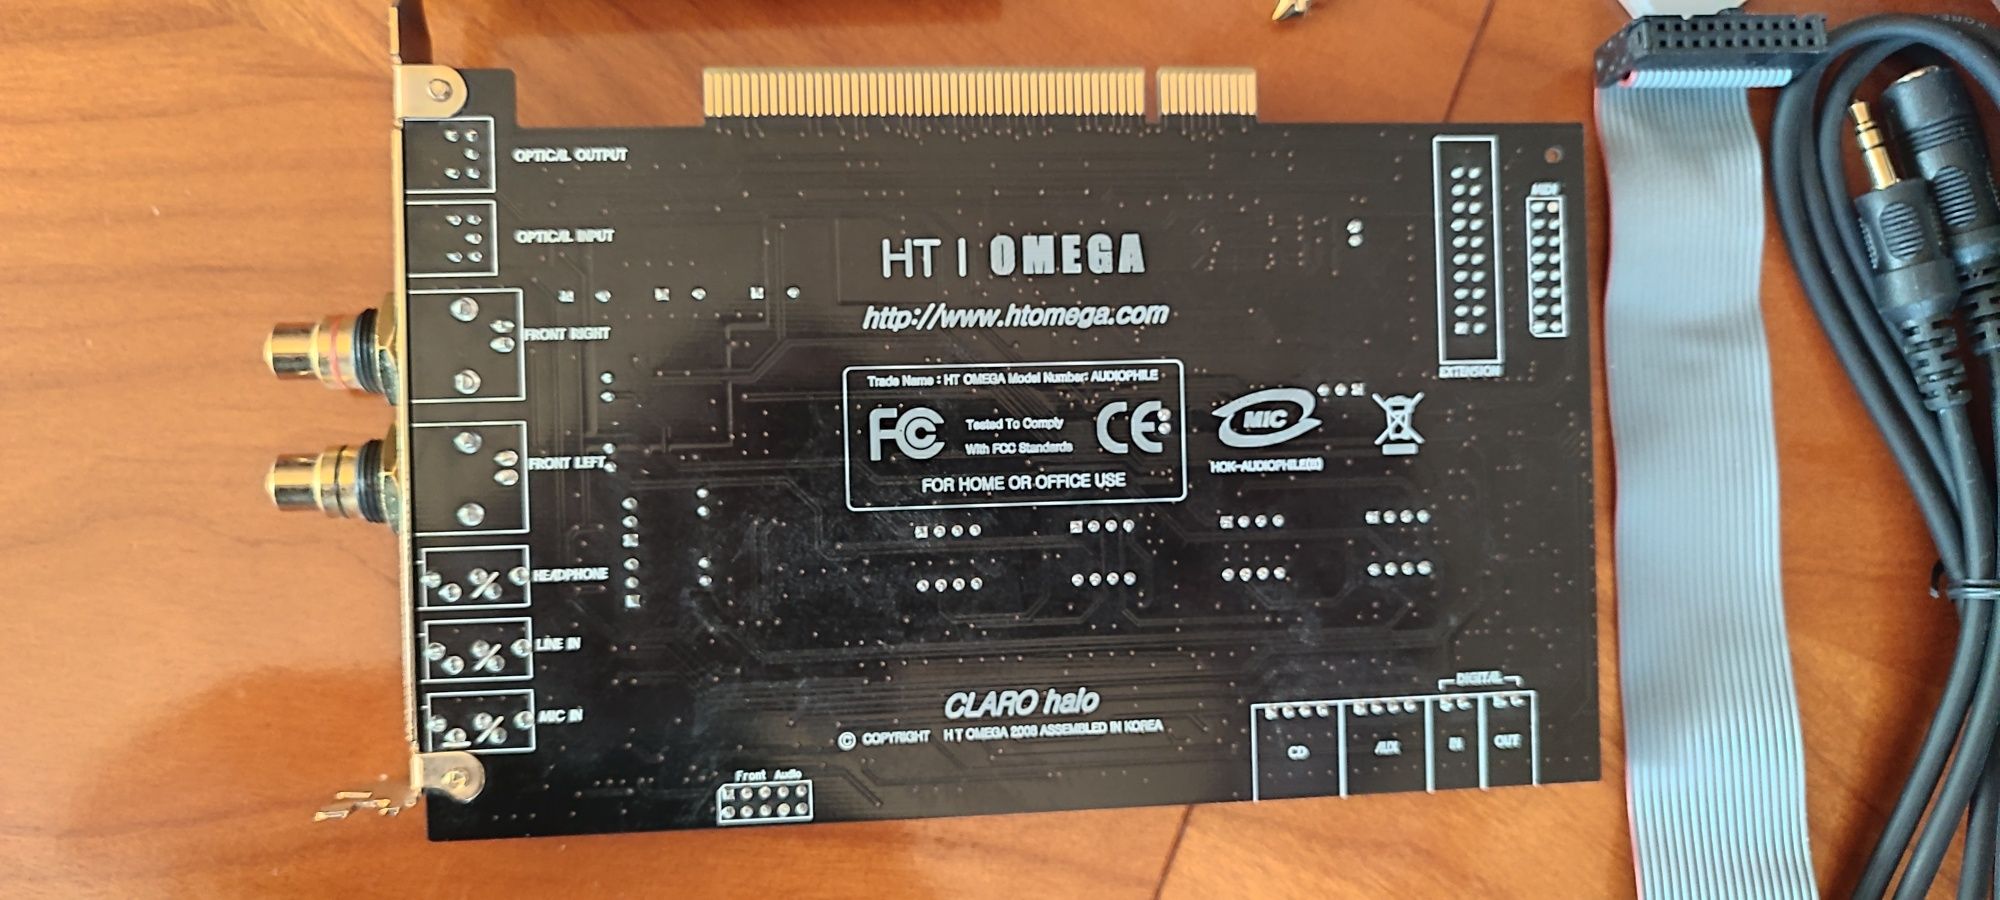 OPTICAL OUTPUT
OPTICAL INPUT
FRONT RIGHT
FRONT LEFT
HEADPHONE
LINE IN
MIC IN
HT | OMEGA
http://www.htomega.com
Trade Name : HT OMEGA Model Number: AUDIOPHILE
FC Tested To Comply
With FCC Standards
CE
FOR HOME OR OFFICE USE
MIC
HOK-AUDIOPHILE(B)
EXTENSION
MIDI
CLARO halo
© COPYRIGHT HT OMEGA 2008 ASSEMBLED IN KOREA
Front Audio
DIGITAL
CD
AUX
IN
OUT